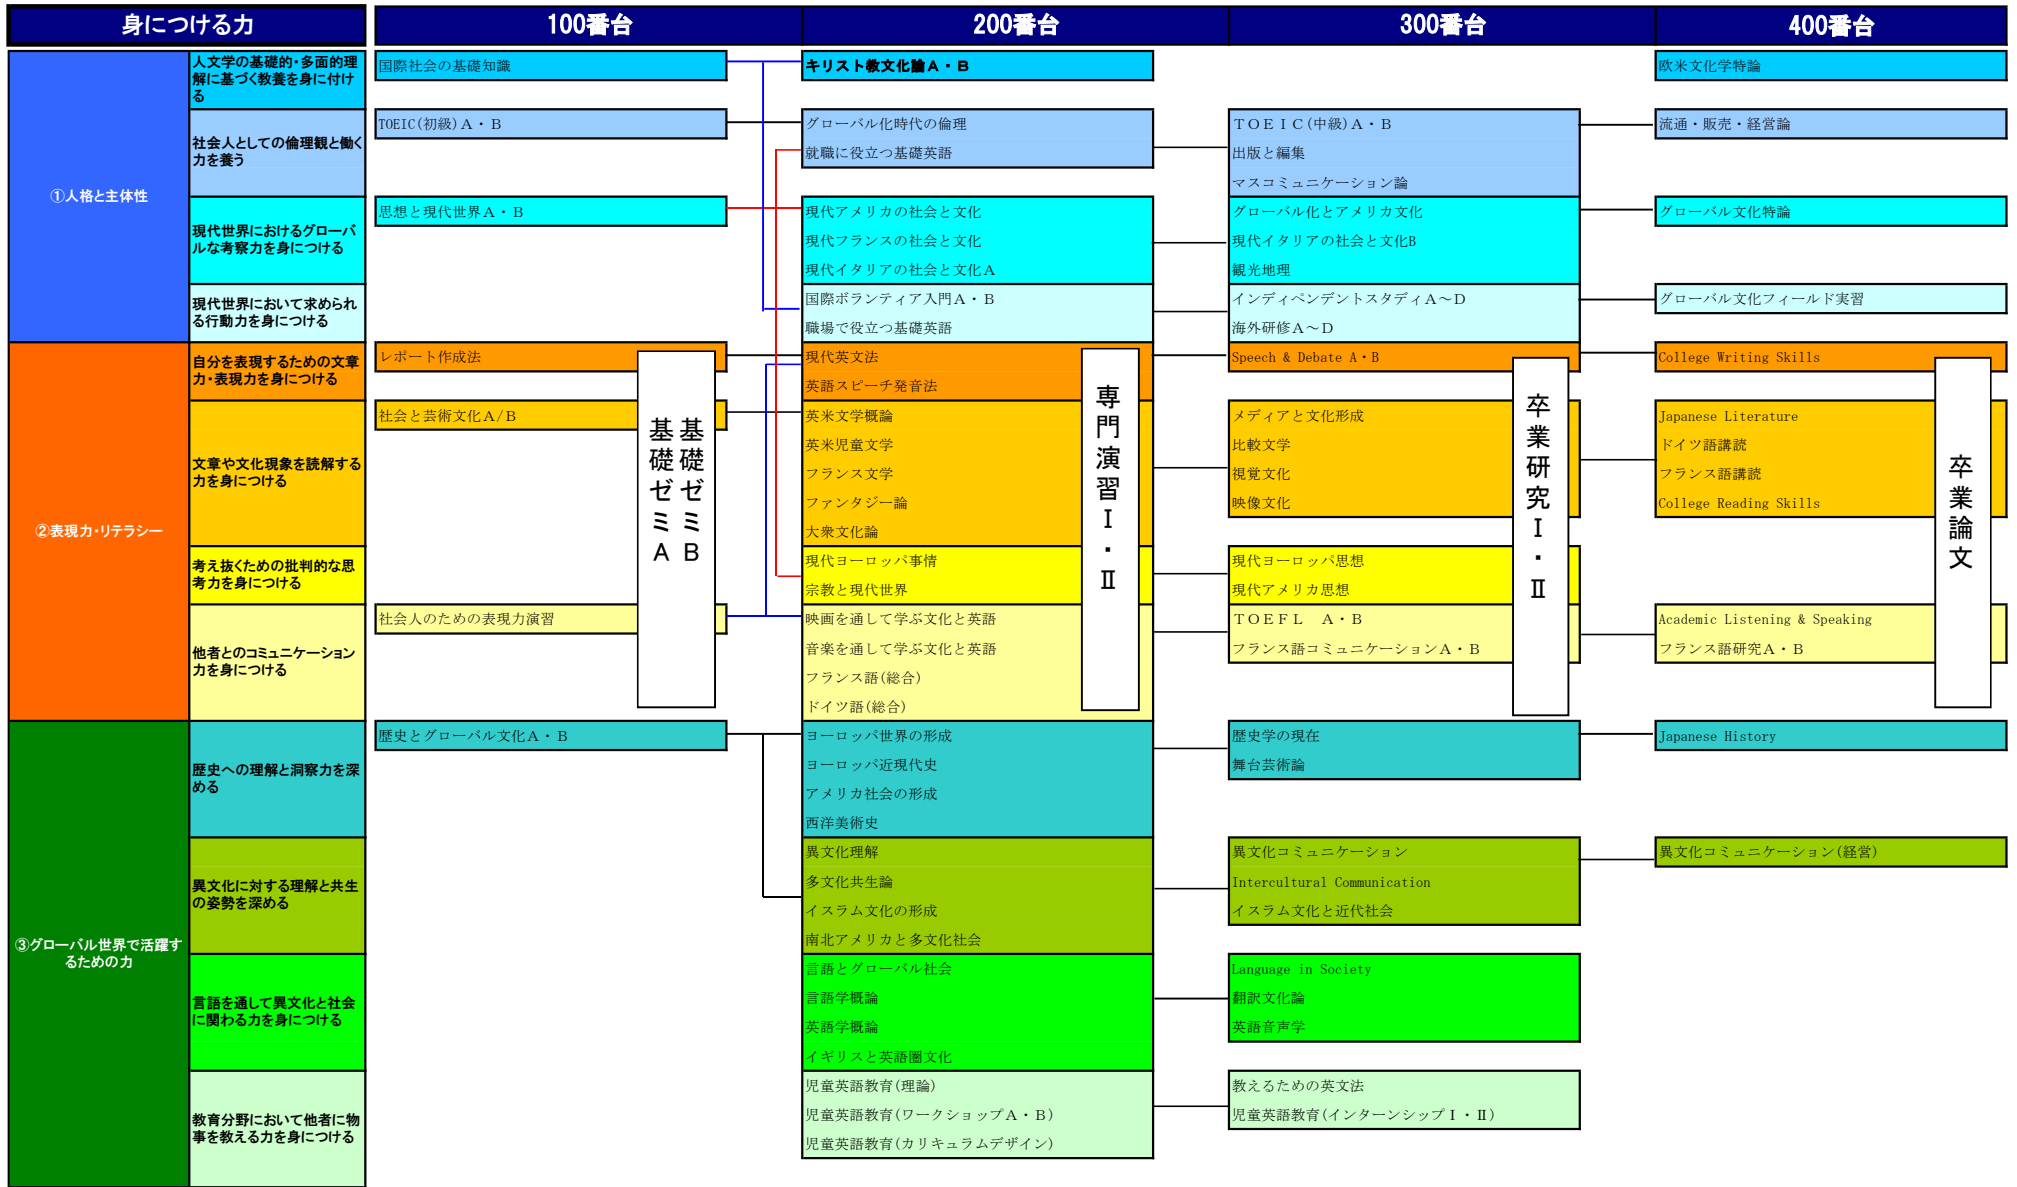 身につける力
100番台
200番台
300番台
400番台
①人格と主体性
人文学の基礎的・多面的理
解に基づく教養を身に付け
る
国際社会の基礎知識
キリスト教文化論A・B
欧米文化学特論
社会人としての倫理観と働く
力を養う
TOEIC(初級)A・B
グローバル化時代の倫理
就職に役立つ基礎英語
TOEIC(中級)A・B
出版と編集
マスコミュニケーション論
流通・販売・経営論
現代世界におけるグローバ
ルな考察力を身につける
思想と現代世界A・B
現代アメリカの社会と文化
現代フランスの社会と文化
現代イタリアの社会と文化A
グローバル化とアメリカ文化
現代イタリアの社会と文化B
観光地理
グローバル文化特論
現代世界において求められ
る行動力を身につける
国際ボランティア入門A・B
職場で役立つ基礎英語
インディペンデントスタディA～D
海外研修A～D
グローバル文化フィールド実習
②表現力・リテラシー
自分を表現するための文章
力・表現力を身につける
レポート作成法
現代英文法
英語スピーチ発音法
Speech & Debate A・B
College Writing Skills
文章や文化現象を読解する
力を身につける
社会と芸術文化A/B
英米文学概論
英米児童文学
フランス文学
ファンタジー論
大衆文化論
メディアと文化形成
比較文学
視覚文化
映像文化
Japanese Literature
ドイツ語講読
フランス語講読
College Reading Skills
考え抜くための批判的な思
考力を身につける
現代ヨーロッパ事情
宗教と現代世界
現代ヨーロッパ思想
現代アメリカ思想
他者とのコミュニケーション
力を身につける
社会人のための表現力演習
映画を通して学ぶ文化と英語
音楽を通して学ぶ文化と英語
フランス語(総合)
ドイツ語(総合)
TOEFL A・B
フランス語コミュニケーションA・B
Academic Listening & Speaking
フランス語研究A・B
基礎ゼミB
基礎ゼミA
専門演習Ⅰ・Ⅱ
卒業研究Ⅰ・Ⅱ
卒業論文
③グローバル世界で活躍す
るための力
歴史への理解と洞察力を深
める
歴史とグローバル文化A・B
ヨーロッパ世界の形成
ヨーロッパ近現代史
アメリカ社会の形成
西洋美術史
歴史学の現在
舞台芸術論
Japanese History
異文化に対する理解と共生
の姿勢を深める
異文化理解
多文化共生論
イスラム文化の形成
南北アメリカと多文化社会
異文化コミュニケーション
Intercultural Communication
イスラム文化と近代社会
異文化コミュニケーション(経営)
言語を通して異文化と社会
に関わる力を身につける
言語とグローバル社会
言語学概論
英語学概論
イギリスと英語圏文化
Language in Society
翻訳文化論
英語音声学
教育分野において他者に物
事を教える力を身につける
児童英語教育(理論)
児童英語教育(ワークショップA・B)
児童英語教育(カリキュラムデザイン)
教えるための英文法
児童英語教育(インターンシップⅠ・Ⅱ)